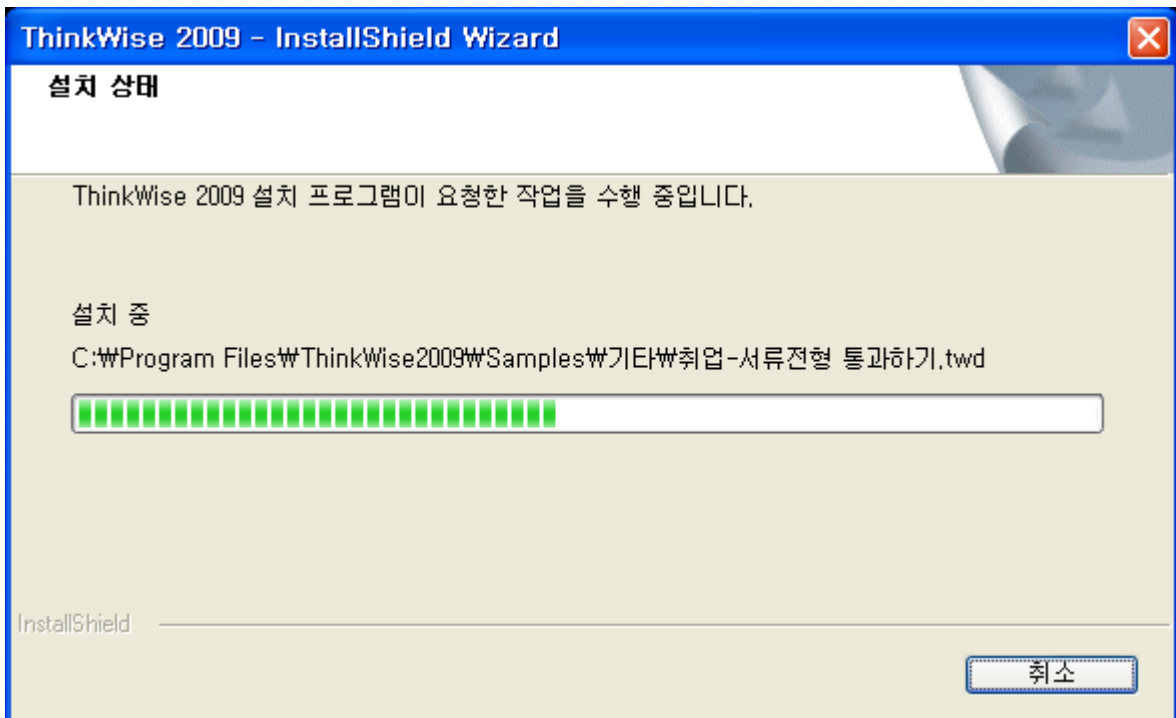 ThinkWise 2009 - InstallShield Wizard
설치 상태
ThinkWise 2009 설치 프로그램이 요청한 작업을 수행 중입니다.
설치 중
C:₩Program Files₩ThinkWise2009₩Samples₩기타₩취업-서류전형 통과하기.twd
InstallShield
취소